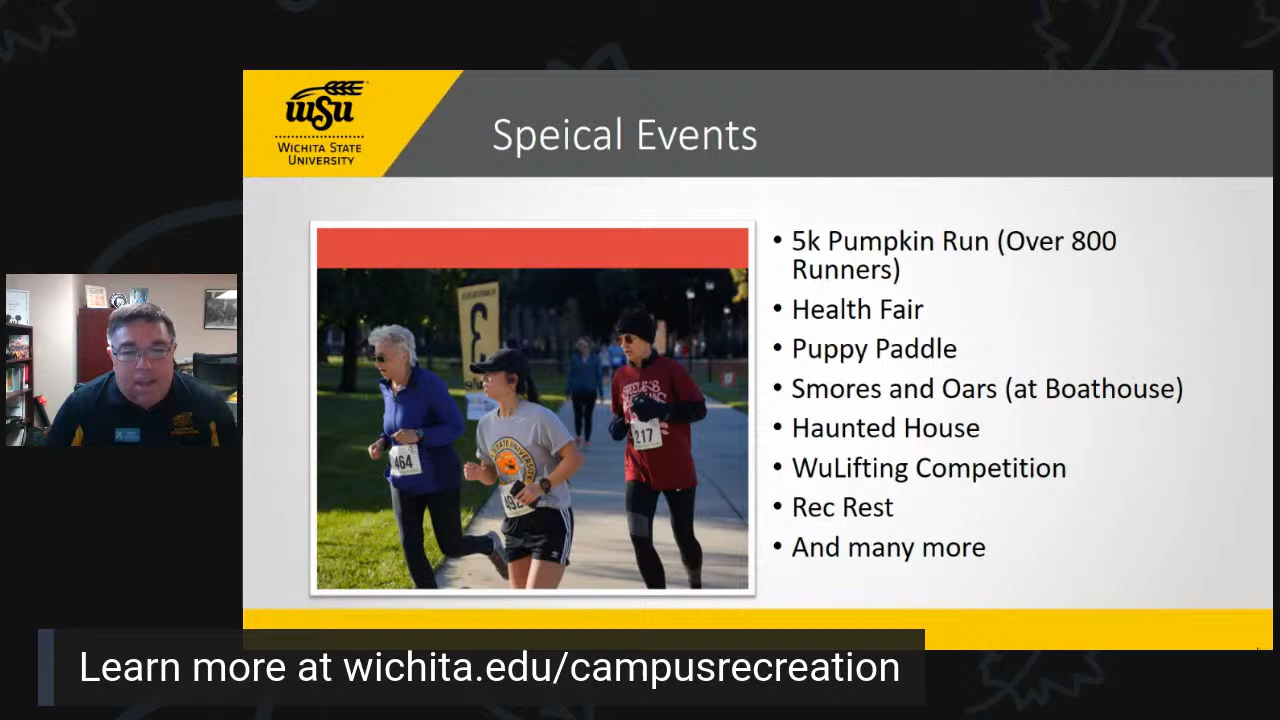 wsu
WICHITA STATE
UNIVERSITY
Speical Events
• 5k Pumpkin Run (Over 800
Runners)
• Health Fair
• Puppy Paddle
• Smores and Oars (at Boathouse)
• Haunted House
• WuLifting Competition
• Rec Rest
• And many more
3
464
217
Learn more at wichita.edu/campusrecreation